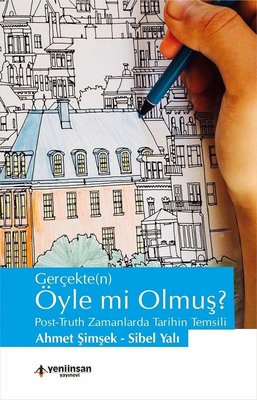 Gerçekte(n)
Öyle mi Olmuş?
Post-Truth Zamanlarda Tarihin Temsili
Ahmet Şimşek - Sibel Yalı
yeniinsan
yayınevi